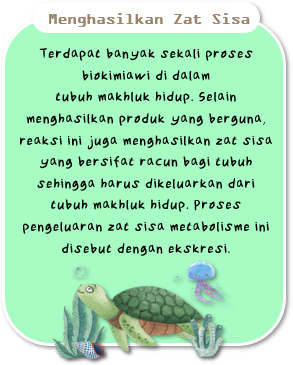 Menghasilkan Zat Sisa
Terdapat banyak sekali proses
biokimiawi di dalam
tubuh makhluk hidup. Selain
menghasilkan produk yang berguna,
reaksi ini juga menghasilkan zat sisa
yang bersifat racun bagi tubuh
sehingga harus dikeluarkan dari
tubuh makhluk hidup. Proses
pengeluaran zat sisa metabolisme ini
disebut dengan ekskresi.